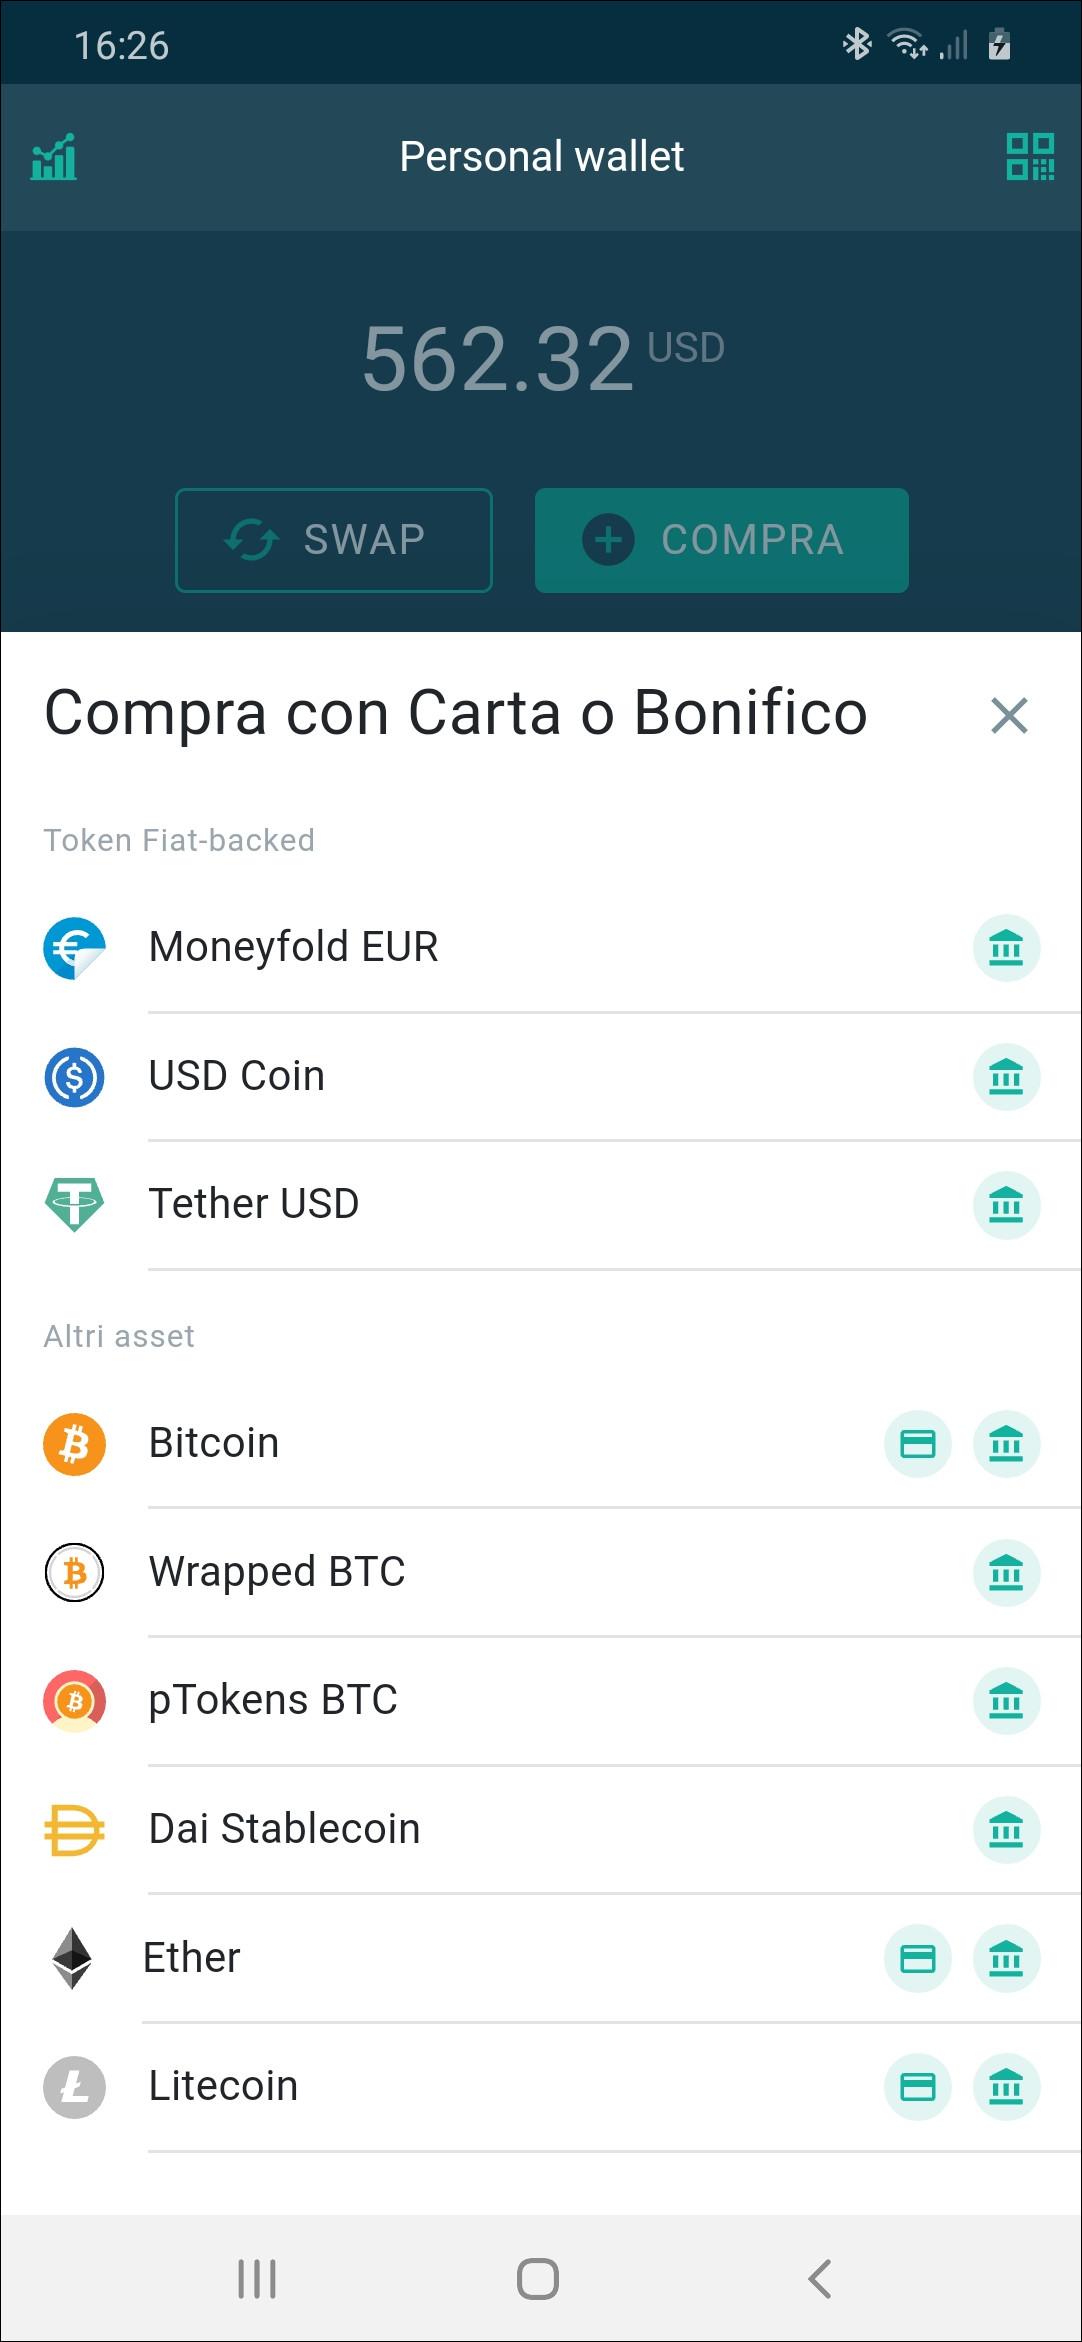 16:26
Personal wallet
562.32 USD
SWAP
COMPRA
Compra con Carta o Bonifico
Token Fiat-backed
Moneyfold EUR
USD Coin
Tether USD
Altri asset
Bitcoin
Wrapped BTC
pTokens BTC
Dai Stablecoin
Ether
Litecoin